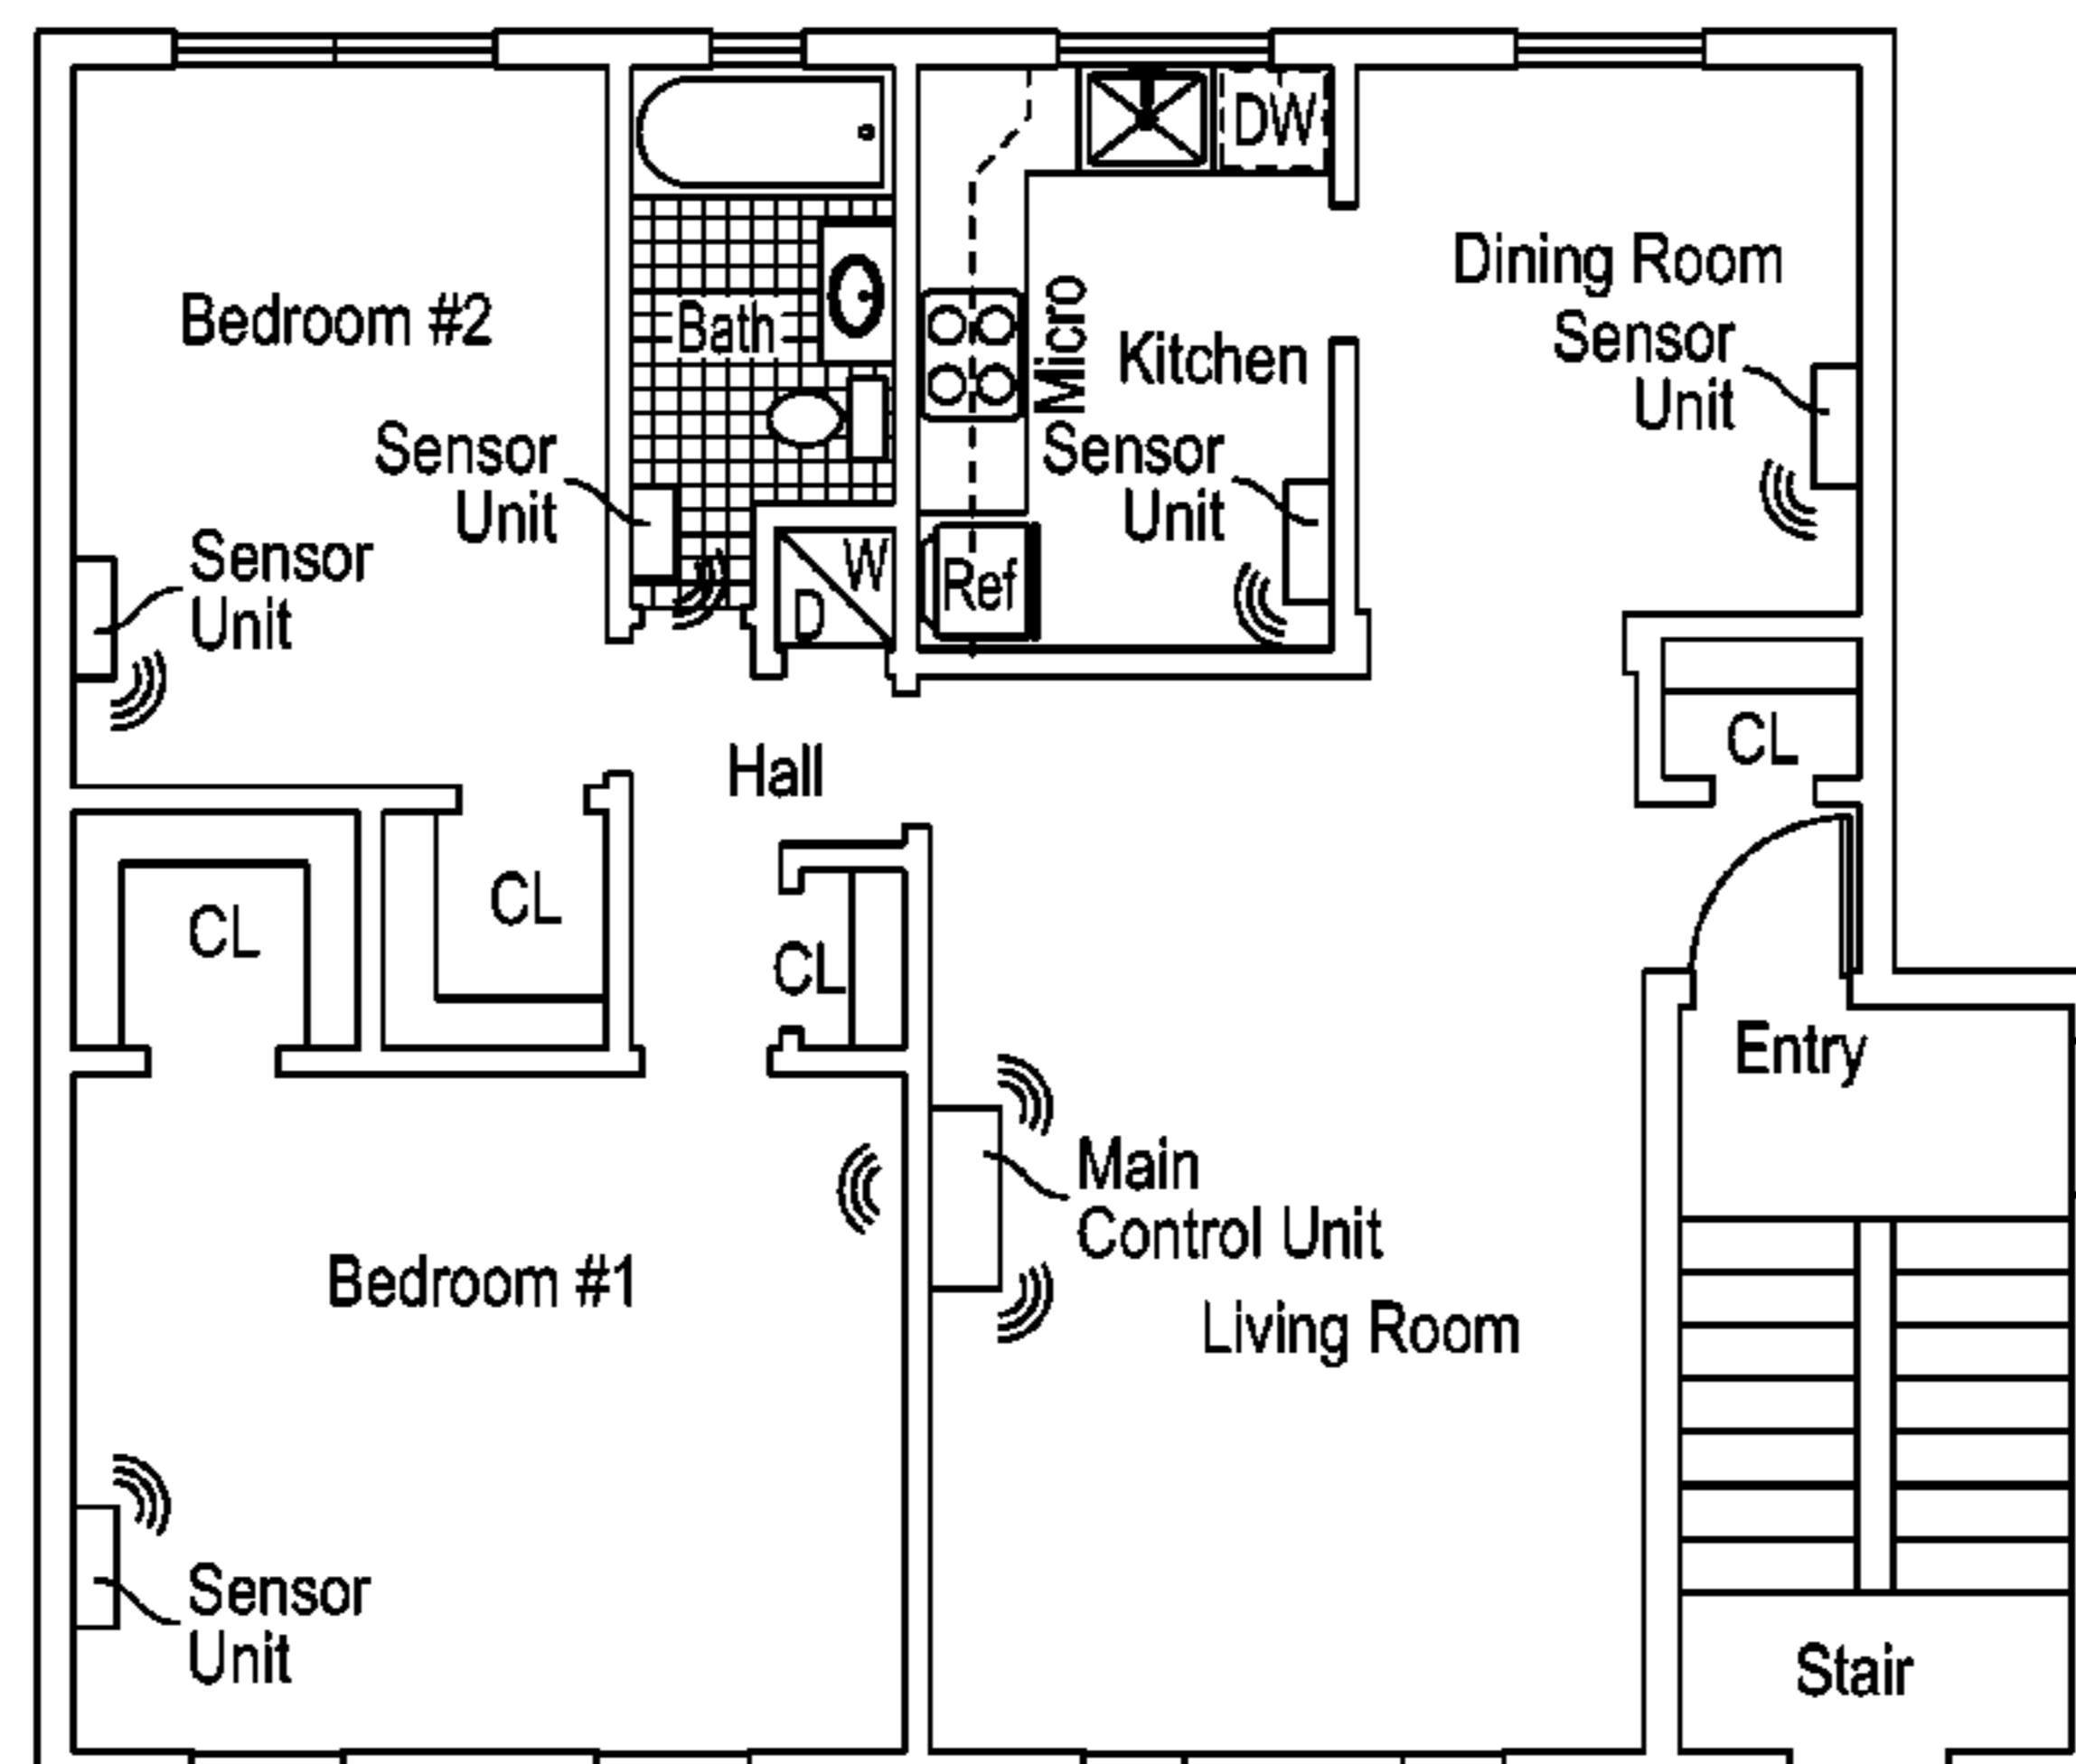 DW
Dining Room
Sensor
Unit
Bedroom #2
Bath
Micro
Kitchen
Sensor
Unit
Sensor
Unit
Sensor
Unit
W
D
Ref
Hall
CL
CL
CL
CL
Entry
Main
Control Unit
Bedroom #1
Living Room
Sensor
Unit
Stair